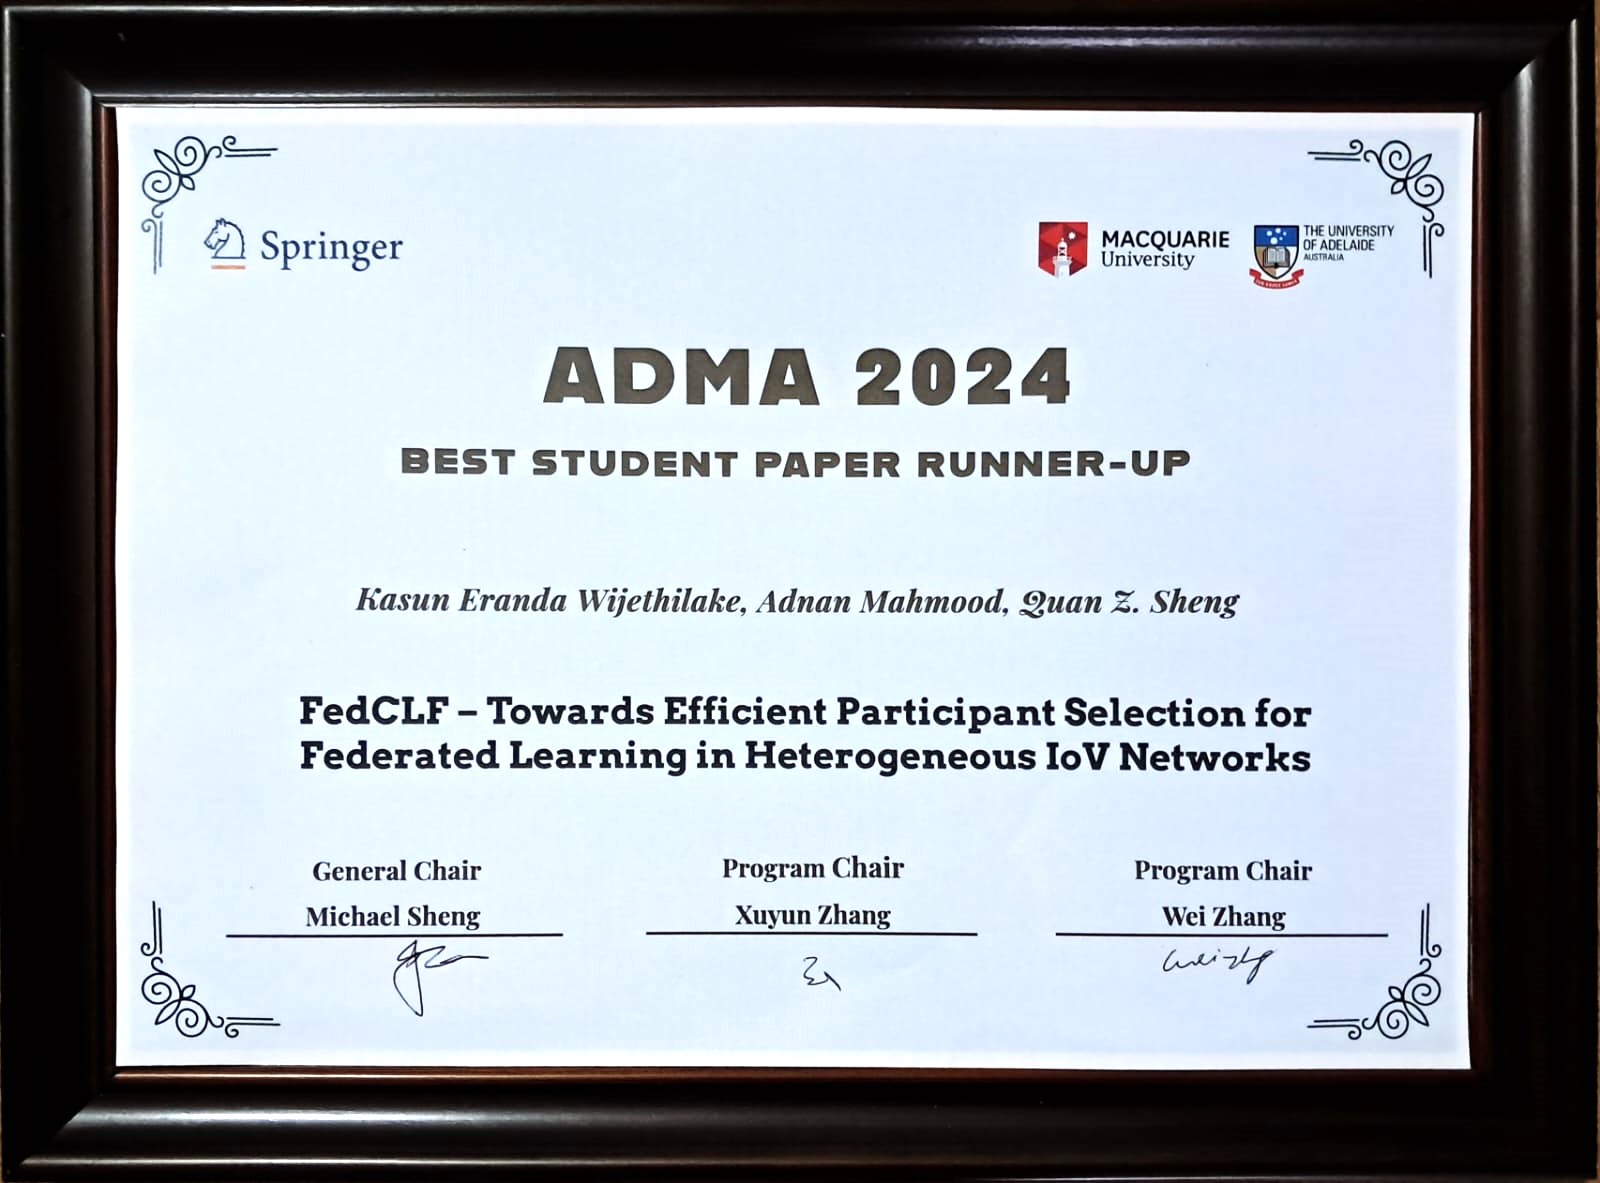 Springer
MACQUARIE
University
THE UNIVERSITY
OF ADELAIDE
AUSTRALIA
ADMA 2024
BEST STUDENT PAPER RUNNER-UP
Kasun Eranda Wijethilake, Adnan Mahmood, Quan Z. Sheng
FedCLF – Towards Efficient Participant Selection for
Federated Learning in Heterogeneous IoV Networks
General Chair
Michael Sheng
Program Chair
Xuyun Zhang
Program Chair
Wei Zhang